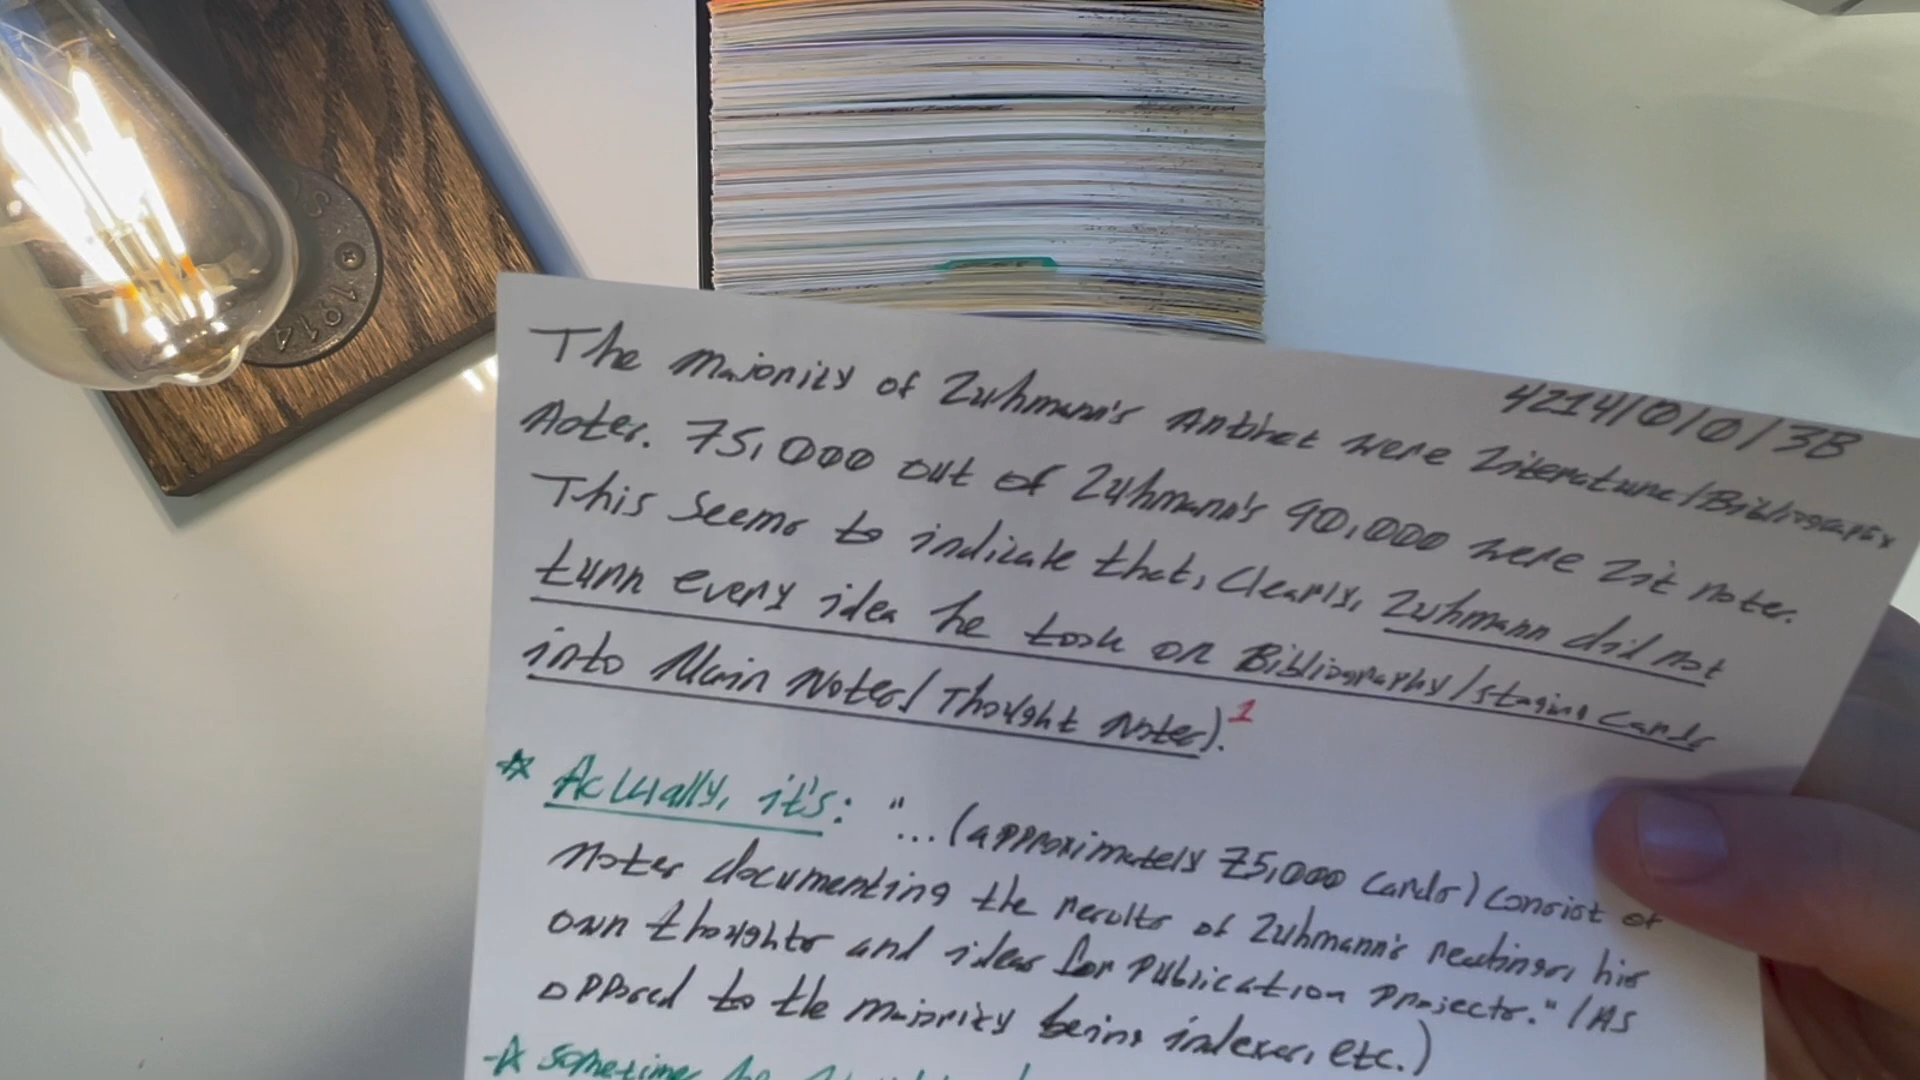 4214/0/0/3B
The Majority of Luhmann's Antinet were Literature/Bibliography
Notes. 75,000 out of Luhmann's 90,000 were Lit Notes.
This seems to indicate that, clearly, Luhmann did not
turn every idea he took on Bibliography/staging cards
into Main Notes/Thought Notes).¹
Actually, it's: "...(approximately 75,000 cards) consist of
notes documenting the results of Luhmann's readings, his
own thoughts and ideas for publication projects." (As
opposed to the majority being indexes, etc.)
sometimes he